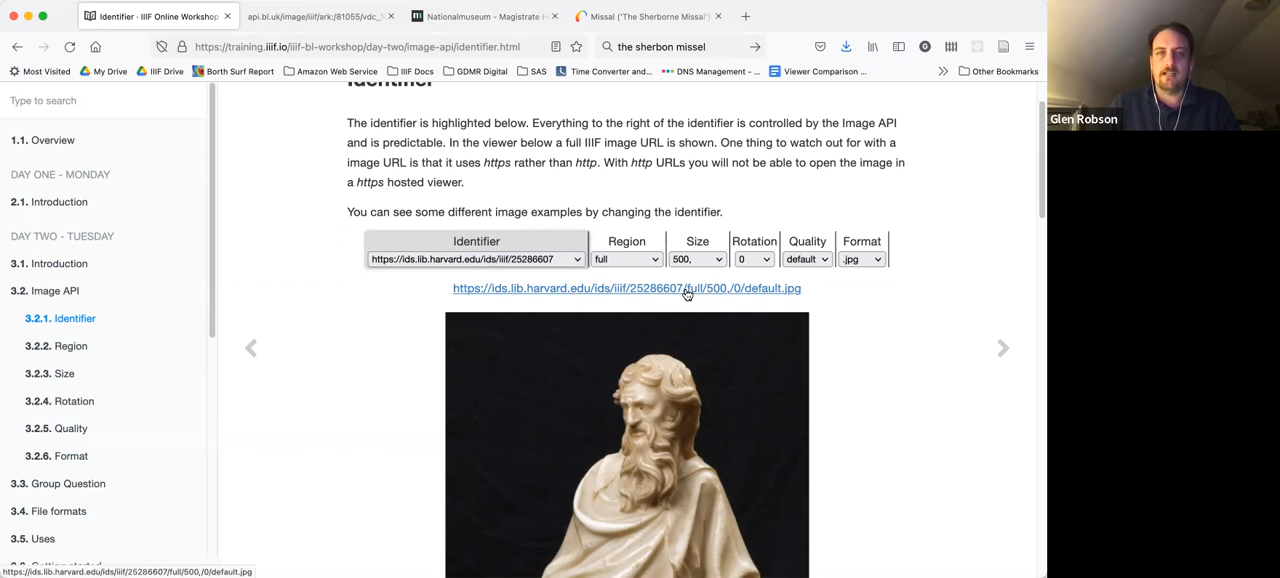 Identifier - IIIF Online Workshop
api.bl.uk/image/iiif/ark:/81055/vdc_1
Nationalmuseum - Magistrate H
Missal ('The Sherborne Missal')
https://training.iiif.io/iiif-bl-workshop/day-two/image-api/identifier.html
the sherbon missel
Most Visited
My Drive
IIIF Drive
Borth Surf Report
Amazon Web Service
IIIF Docs
GDMR Digital
SAS
Time Converter and...
DNS Management - ...
Viewer Comparison ...
Other Bookmarks
Glen Robson
Type to search
1.1. Overview
DAY ONE - MONDAY
2.1. Introduction
DAY TWO - TUESDAY
3.1. Introduction
3.2. Image API
3.2.1. Identifier
3.2.2. Region
3.2.3. Size
3.2.4. Rotation
3.2.5. Quality
3.2.6. Format
3.3. Group Question
3.4. File formats
3.5. Uses
Identifier
The identifier is highlighted below. Everything to the right of the identifier is controlled by the Image API
and is predictable. In the viewer below a full IIIF image URL is shown. One thing to watch out for with a
image URL is that it uses https rather than http. With http URLs you will not be able to open the image in
a https hosted viewer.
You can see some different image examples by changing the identifier.
Identifier Region Size Rotation Quality Format
https://ids.lib.harvard.edu/ids/iiif/25286607 full 500, 0 default .jpg
https://ids.lib.harvard.edu/ids/iiif/25286607/full/500,/0/default.jpg
https://ids.lib.harvard.edu/ids/iiif/25286607/full/500,/0/default.jpg